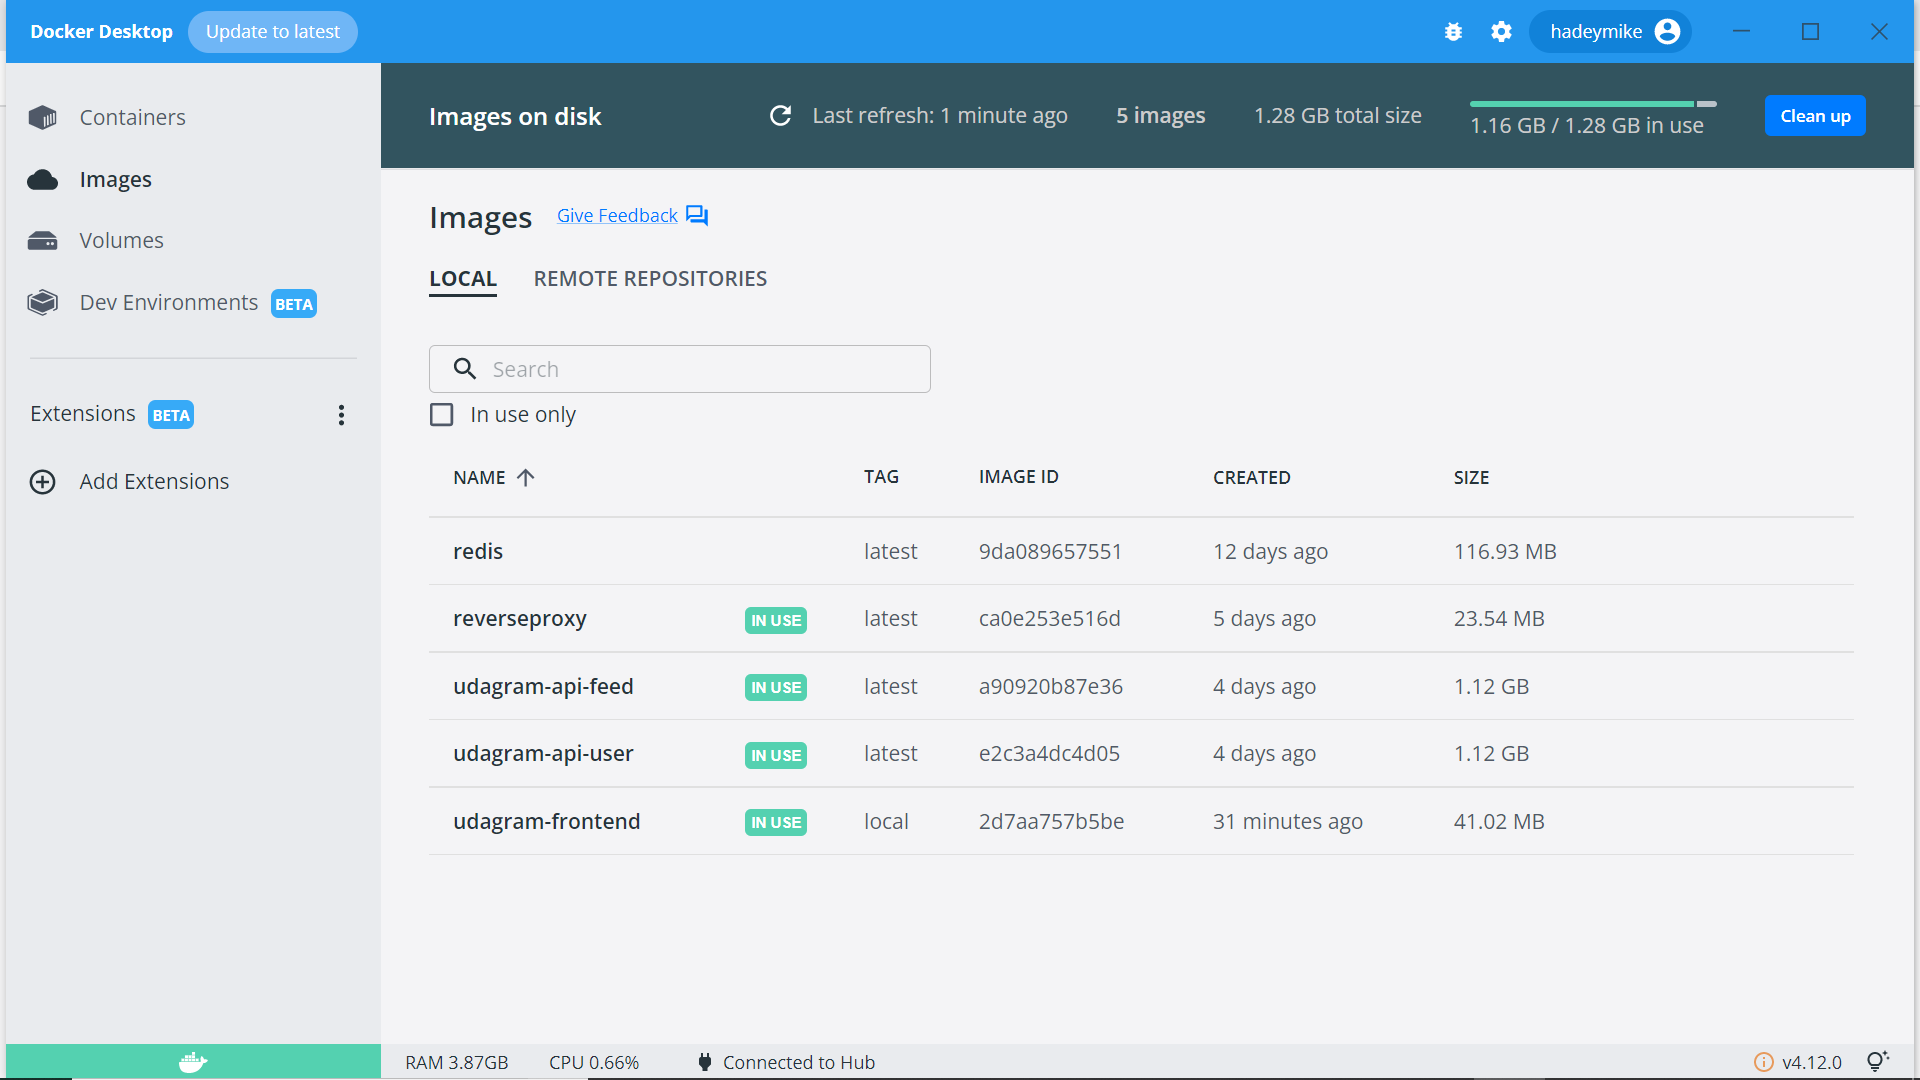 Docker Desktop Update to latest hadeymike
Containers
Images
Volumes
Dev Environments BETA
Extensions BETA
Add Extensions
Images on disk Last refresh: 1 minute ago 5 images 1.28 GB total size 1.16 GB / 1.28 GB in use Clean up
Images Give Feedback
LOCAL REMOTE REPOSITORIES
Search
In use only
NAME TAG IMAGE ID CREATED SIZE
redis latest 9da089657551 12 days ago 116.93 MB
reverseproxy IN USE latest ca0e253e516d 5 days ago 23.54 MB
udagram-api-feed IN USE latest a90920b87e36 4 days ago 1.12 GB
udagram-api-user IN USE latest e2c3a4dc4d05 4 days ago 1.12 GB
udagram-frontend IN USE local 2d7aa757b5be 31 minutes ago 41.02 MB
RAM 3.87GB CPU 0.66% Connected to Hub v4.12.0